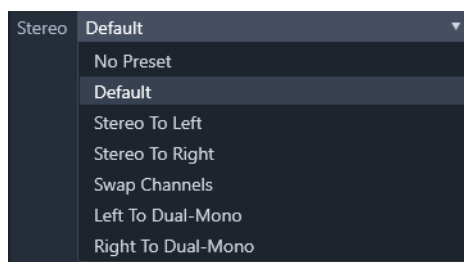 Stereo Default
No Preset
Default
Stereo To Left
Stereo To Right
Swap Channels
Left To Dual-Mono
Right To Dual-Mono